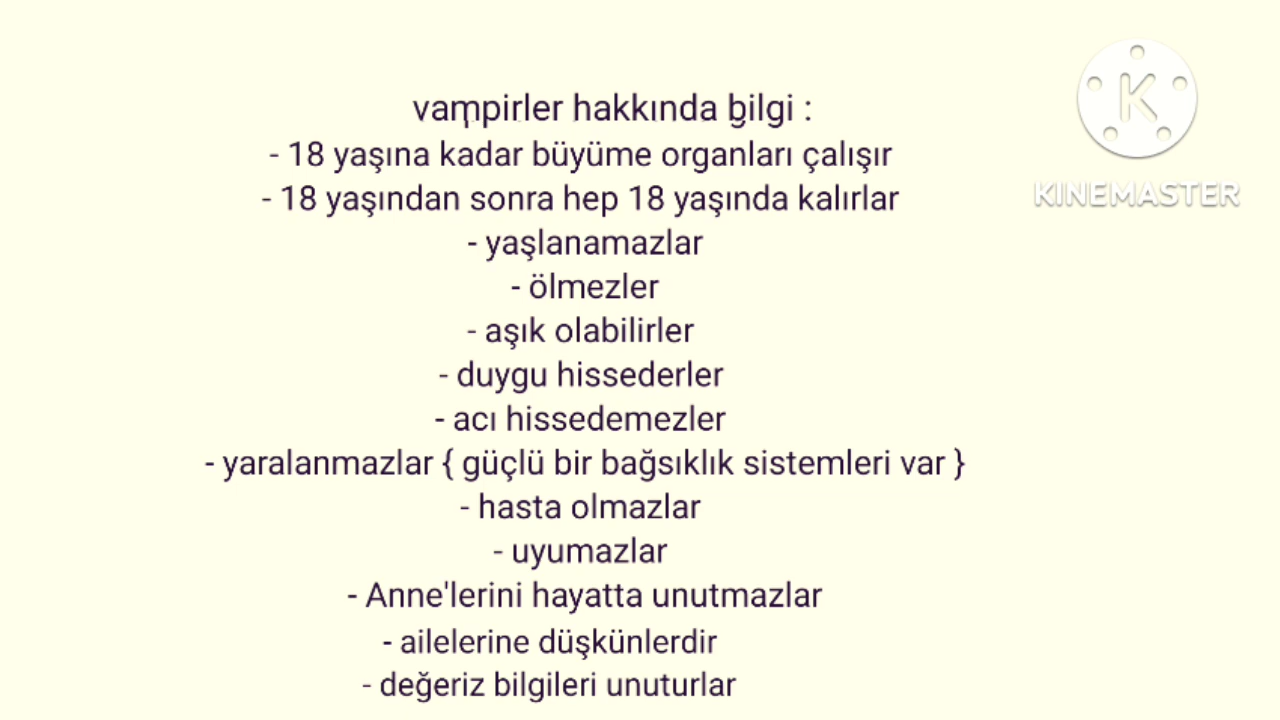 vampirler hakkında bilgi :
- 18 yaşına kadar büyüme organları çalışır
- 18 yaşından sonra hep 18 yaşında kalırlar
- yaşlanamazlar
- ölmezler
- aşık olabilirler
- duygu hissederler
- acı hissedemezler
- yaralanmazlar { güçlü bir bağsıklık sistemleri var }
- hasta olmazlar
- uyumazlar
- Anne'lerini hayatta unutmazlar
- ailelerine düşkünlerdir
- değeriz bilgileri unuturlar
K
KINEMASTER